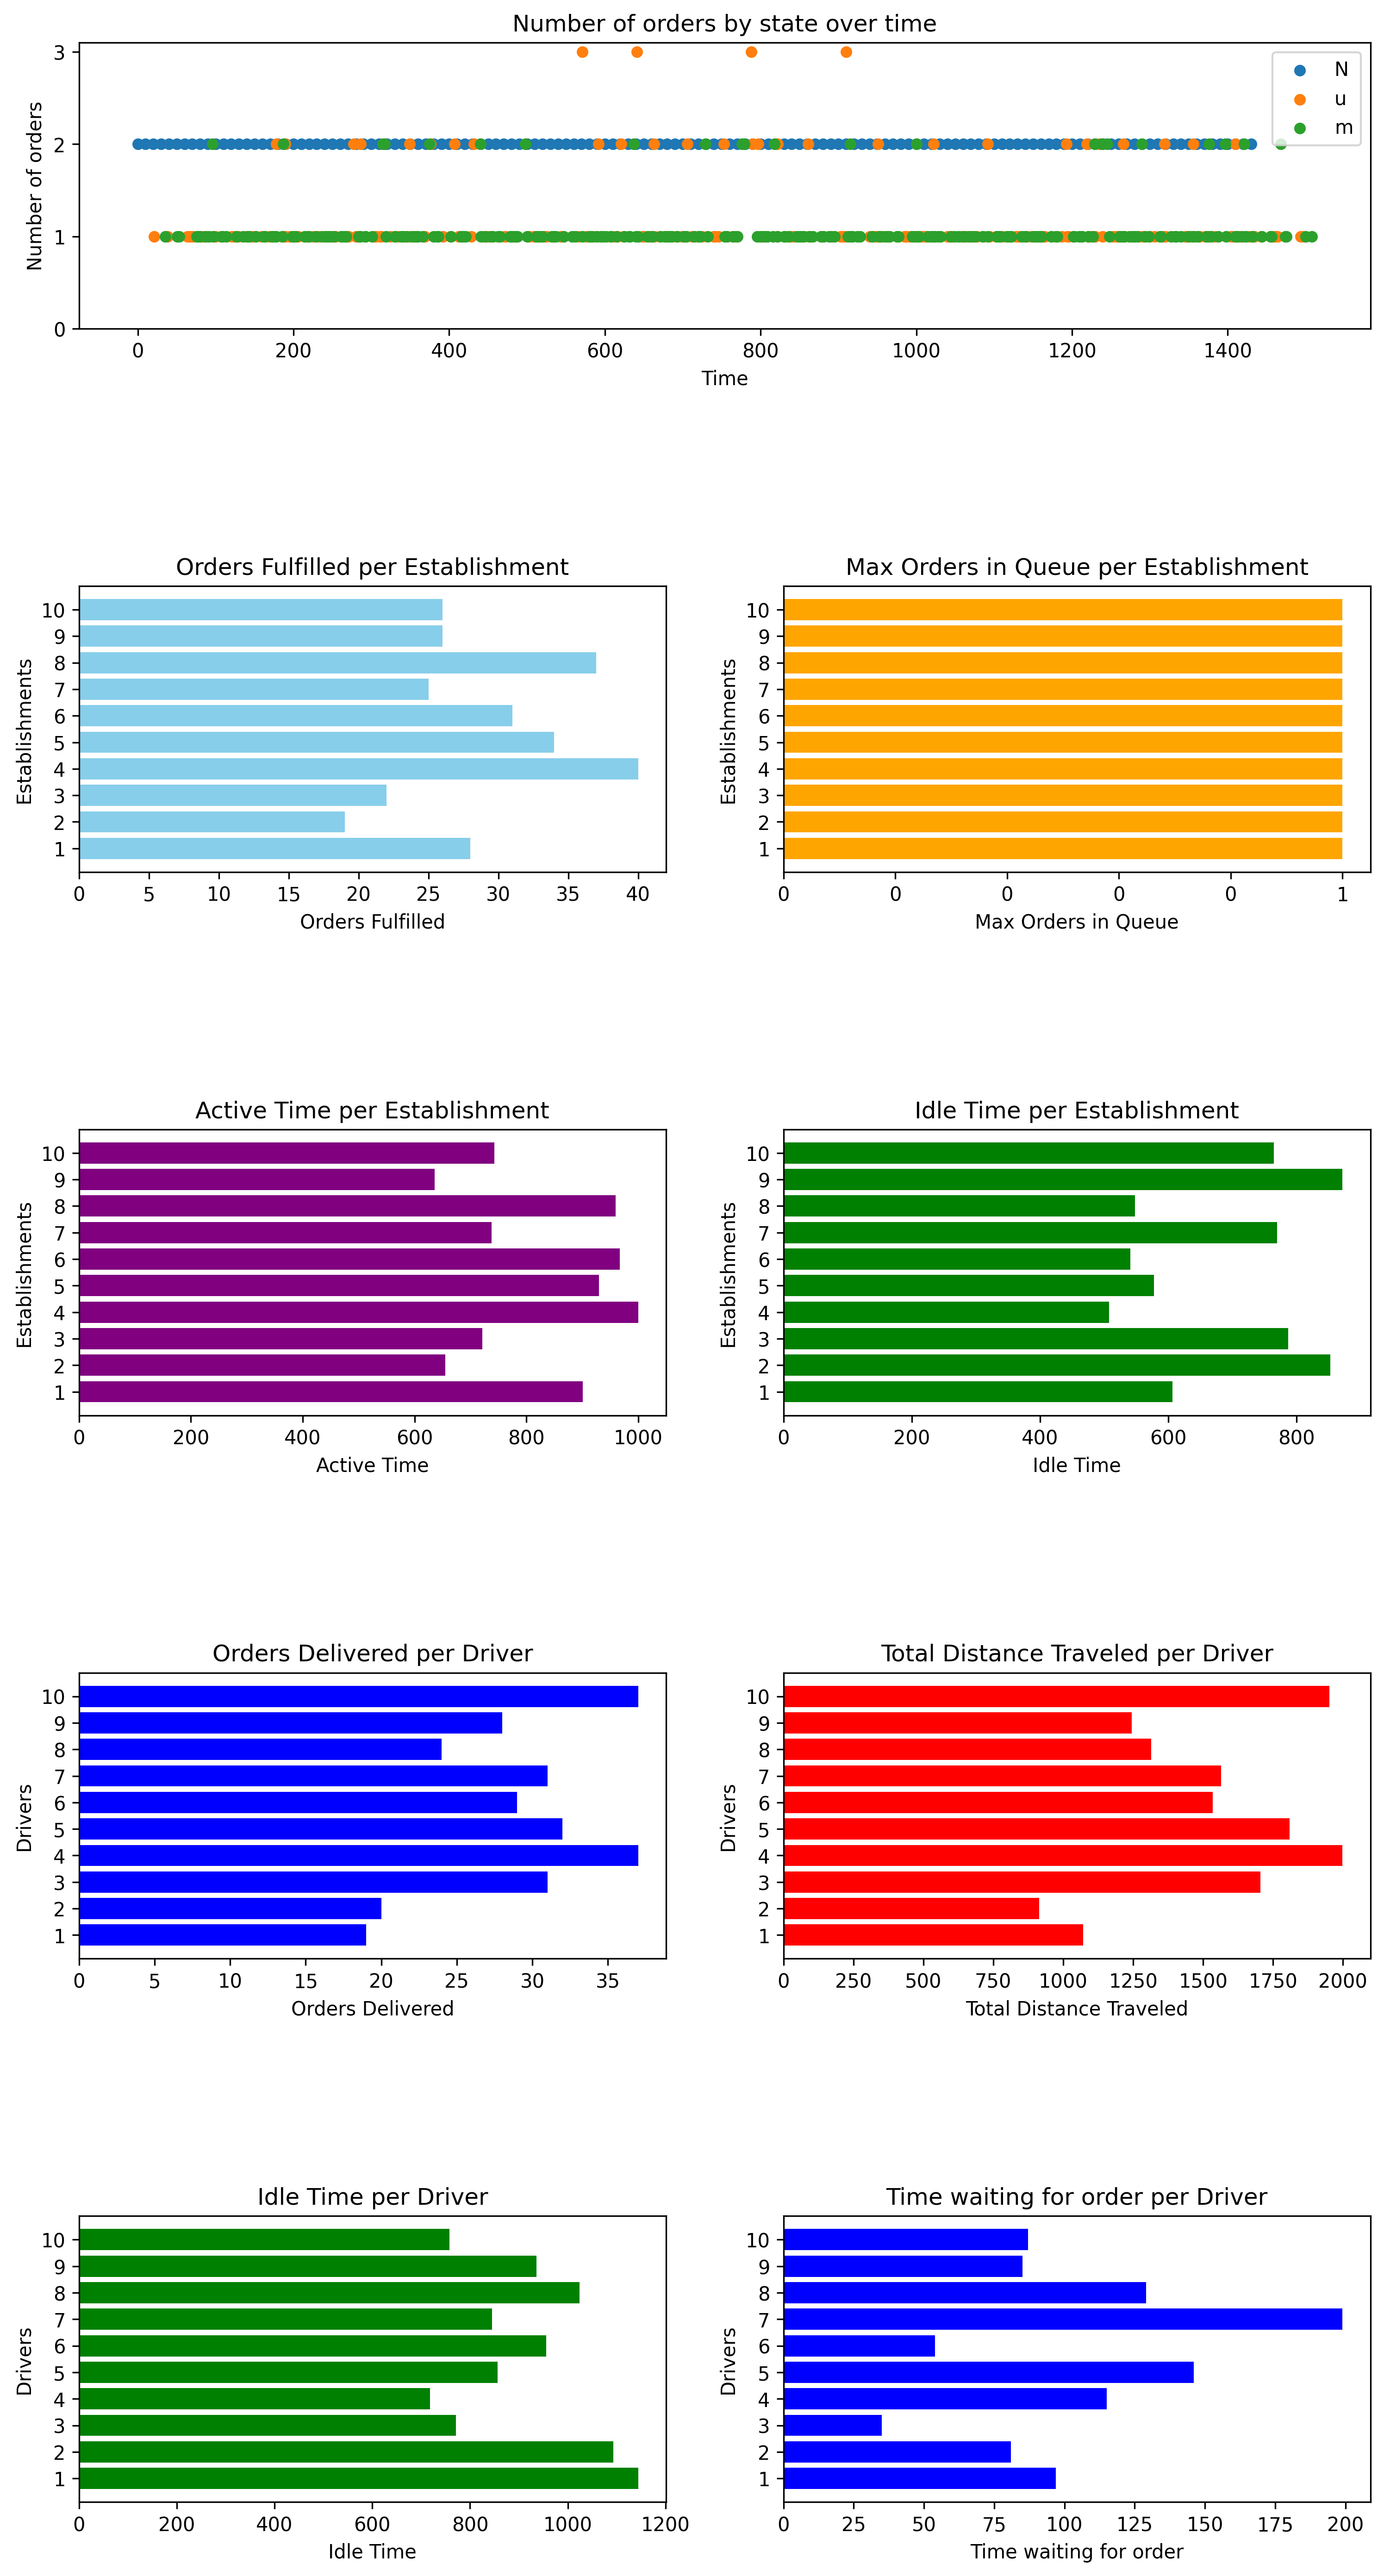 Number of orders by state over time
Number of orders
3
2
1
0
N
u
m
0 200 400 600 800 1000 1200 1400
Time
Orders Fulfilled per Establishment
Establishments
10
9
8
7
6
5
4
3
2
1
0 5 10 15 20 25 30 35 40
Orders Fulfilled
Max Orders in Queue per Establishment
Establishments
10
9
8
7
6
5
4
3
2
1
0 0 0 0 0 1
Max Orders in Queue
Active Time per Establishment
Establishments
10
9
8
7
6
5
4
3
2
1
0 200 400 600 800 1000
Active Time
Idle Time per Establishment
Establishments
10
9
8
7
6
5
4
3
2
1
0 200 400 600 800
Idle Time
Orders Delivered per Driver
Drivers
10
9
8
7
6
5
4
3
2
1
0 5 10 15 20 25 30 35
Orders Delivered
Total Distance Traveled per Driver
Drivers
10
9
8
7
6
5
4
3
2
1
0 250 500 750 1000 1250 1500 1750 2000
Total Distance Traveled
Idle Time per Driver
Drivers
10
9
8
7
6
5
4
3
2
1
0 200 400 600 800 1000 1200
Idle Time
Time waiting for order per Driver
Drivers
10
9
8
7
6
5
4
3
2
1
0 25 50 75 100 125 150 175 200
Time waiting for order